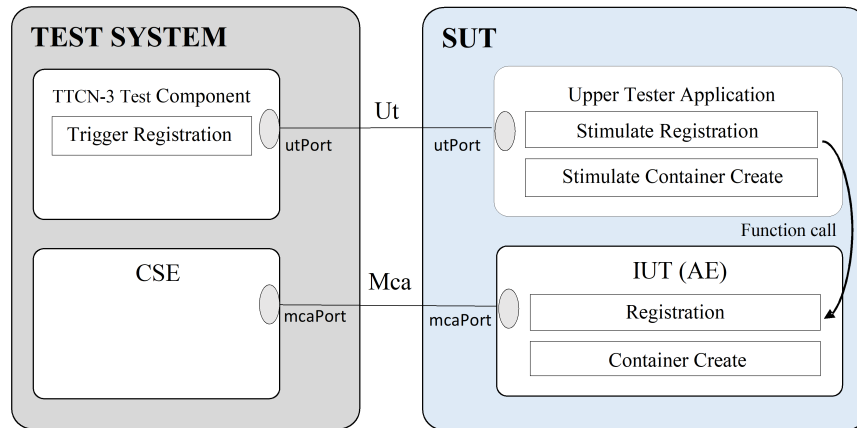 TEST SYSTEM
TTCN-3 Test Component
Trigger Registration
utPort
CSE
mcaPort
Ut
Mca
SUT
Upper Tester Application
Stimulate Registration
utPort
Stimulate Container Create
Function call
IUT (AE)
mcaPort
Registration
Container Create